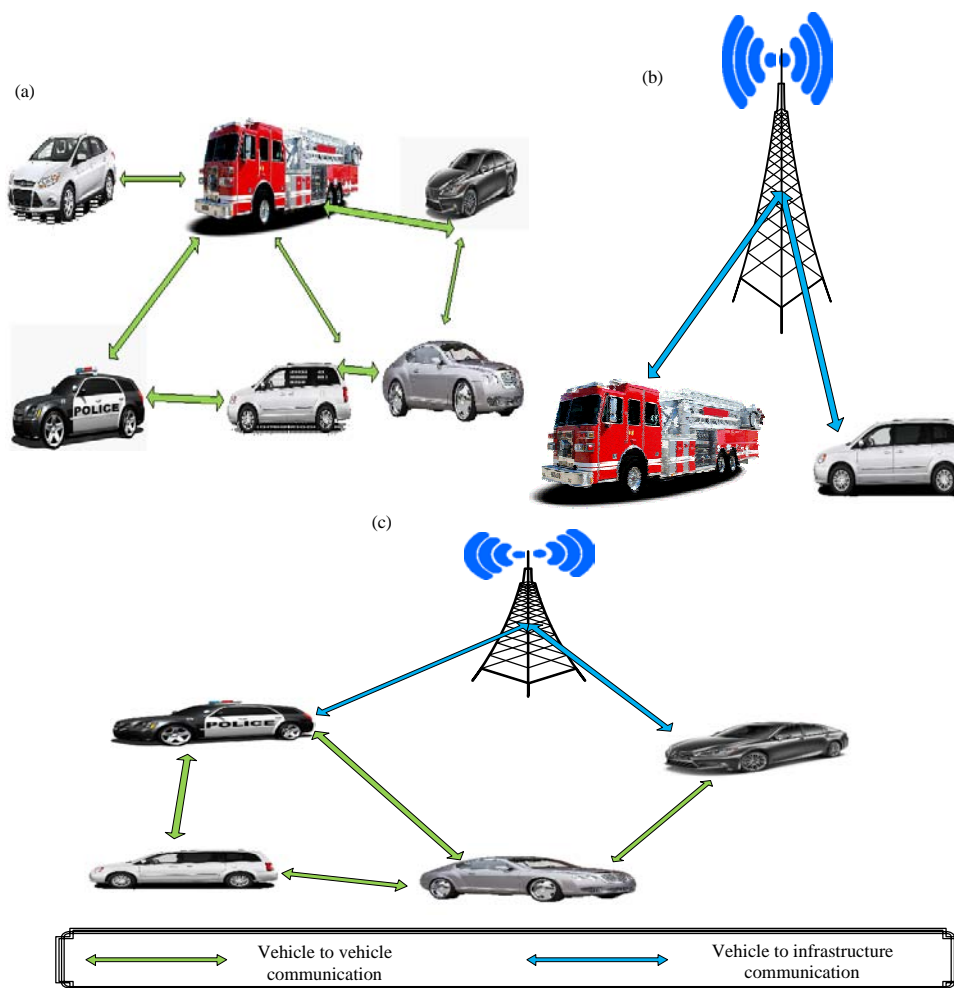 (a)
(b)
POLICE
(c)
POLICE
Vehicle to vehicle
communication
Vehicle to infrastructure
communication